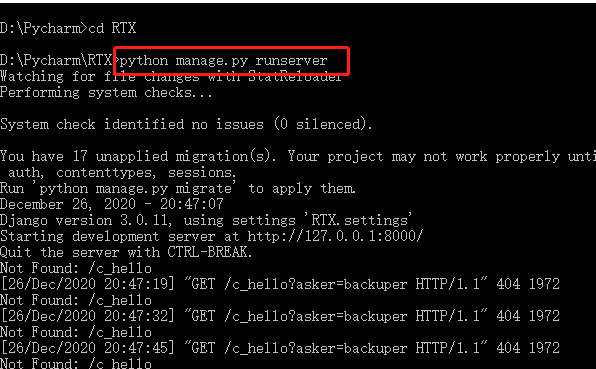 D:\Pycharm>cd RTX
D:\Pycharm\RTX>python manage.py runserver
Watching for file changes with StatReloader
Performing system checks...
System check identified no issues (0 silenced).
You have 17 unapplied migration(s). Your project may not work properly unti
auth, contenttypes, sessions.
Run 'python manage.py migrate' to apply them.
December 26, 2020 - 20:47:07
Django version 3.0.11, using settings 'RTX.settings'
Starting development server at http://127.0.0.1:8000/
Quit the server with CTRL-BREAK.
Not Found: /c_hello
[26/Dec/2020 20:47:19] "GET /c_hello?asker=backuper HTTP/1.1" 404 1972
Not Found: /c_hello
[26/Dec/2020 20:47:32] "GET /c_hello?asker=backuper HTTP/1.1" 404 1972
Not Found: /c_hello
[26/Dec/2020 20:47:45] "GET /c_hello?asker=backuper HTTP/1.1" 404 1972
Not Found: /c_hello